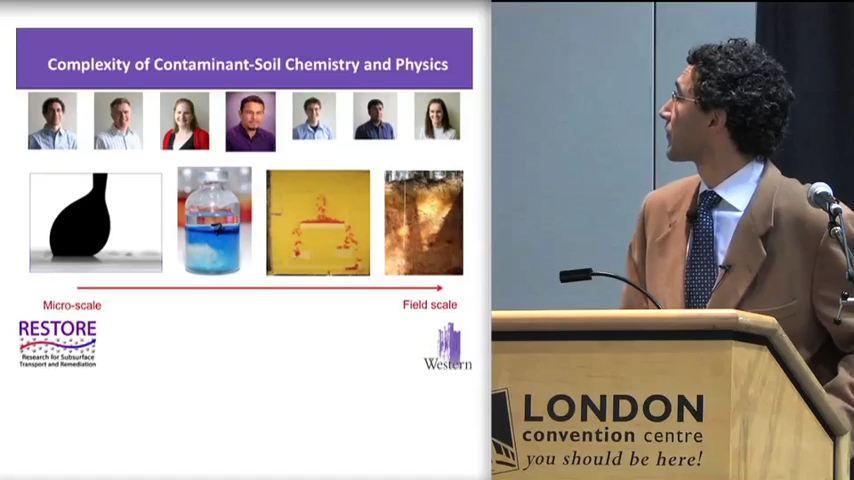 Complexity of Contaminant-Soil Chemistry and Physics
Micro-scale
Field scale
RESTORE
Research for Subsurface
Transport and Remediation
Western
LONDON
convention centre
you should be here!